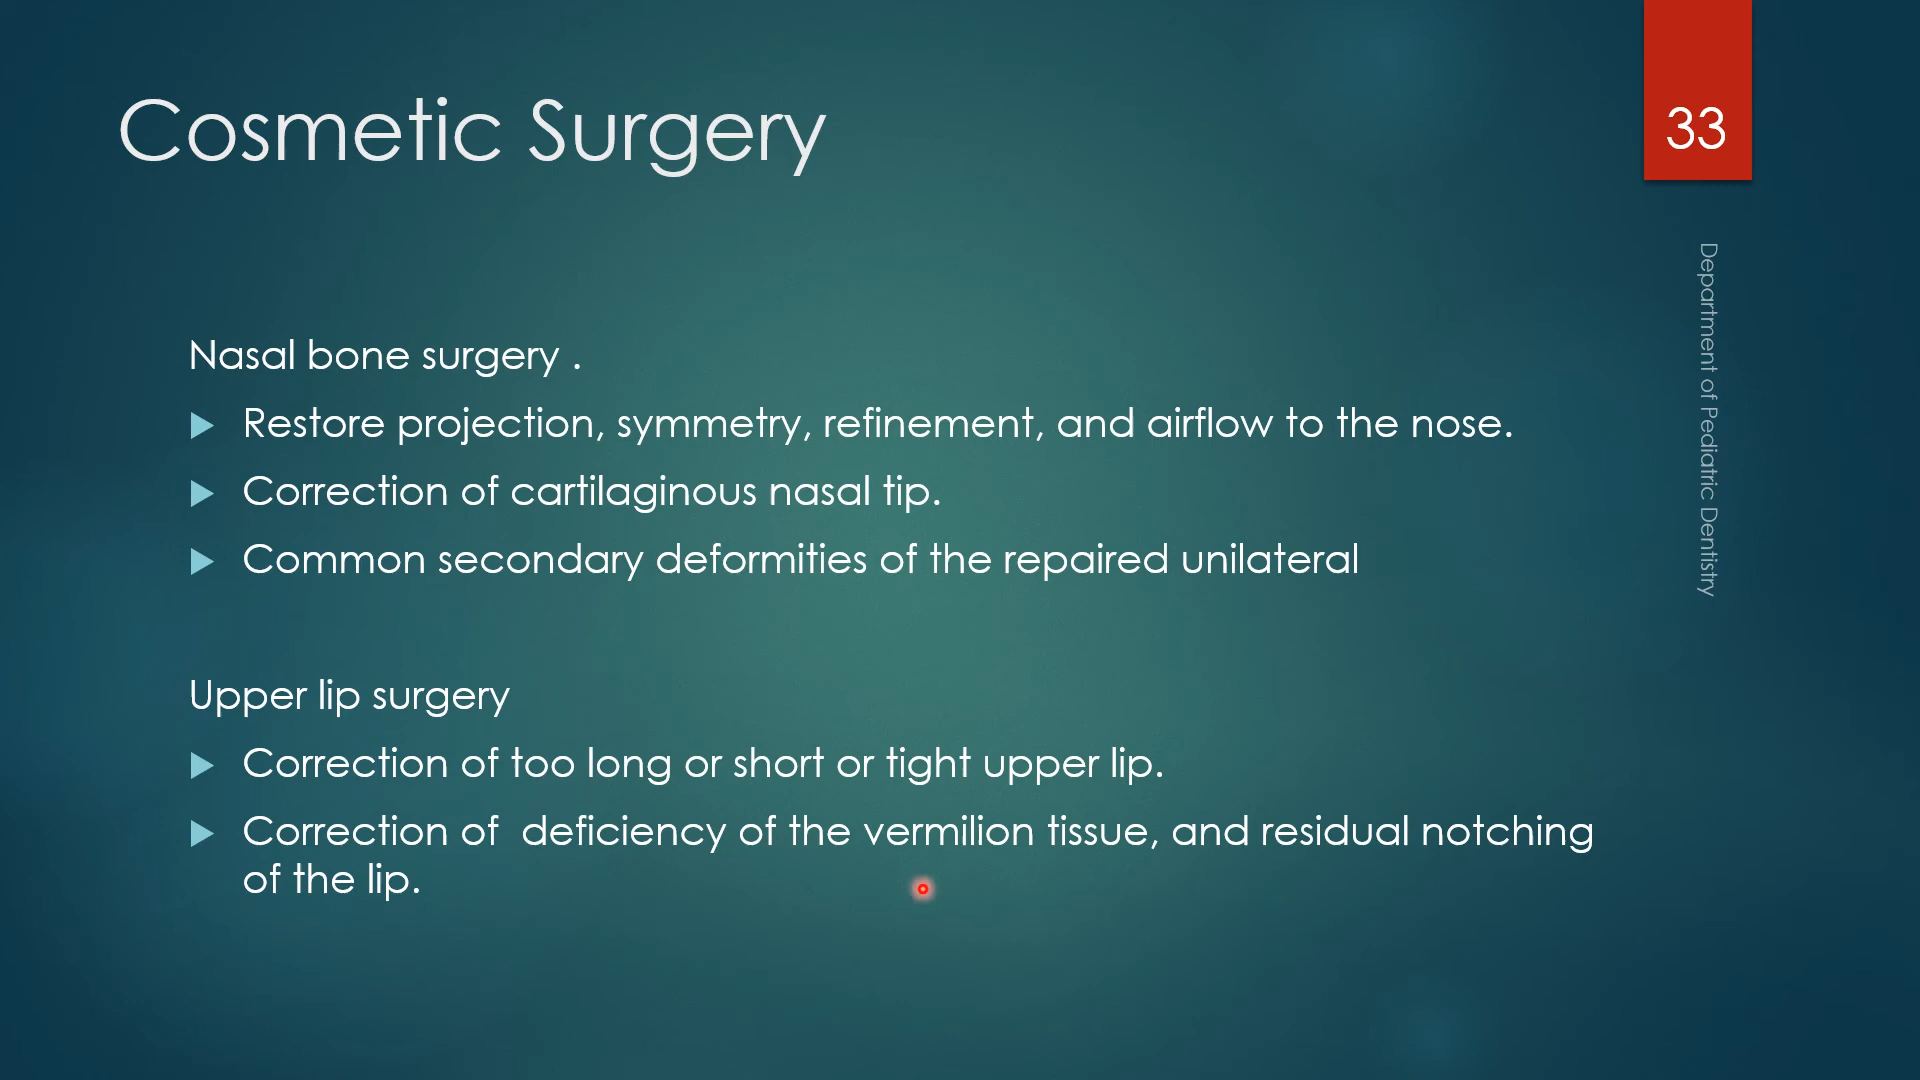 Cosmetic Surgery
33
Nasal bone surgery .
Restore projection, symmetry, refinement, and airflow to the nose.
Correction of cartilaginous nasal tip.
Common secondary deformities of the repaired unilateral
Upper lip surgery
Correction of too long or short or tight upper lip.
Correction of  deficiency of the vermilion tissue, and residual notching
of the lip.
Department of Pediatric Dentistry